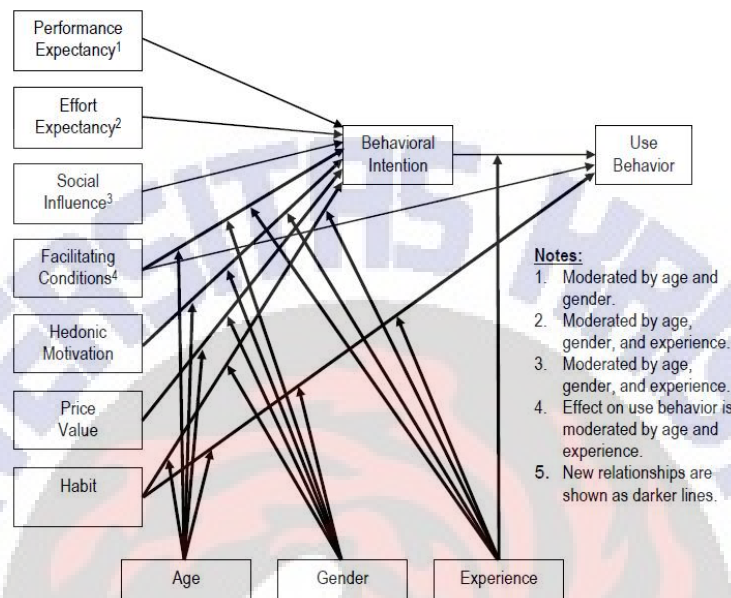 Performance
Expectancy1
Effort
Expectancy2
Social
Influence3
Facilitating
Conditions4
Hedonic
Motivation
Price
Value
Habit
Behavioral
Intention
Use
Behavior
Notes:
1. Moderated by age and
gender.
2. Moderated by age,
gender, and experience.
3. Moderated by age,
gender, and experience.
4. Effect on use behavior is
moderated by age and
experience.
5. New relationships are
shown as darker lines.
Age
Gender
Experience